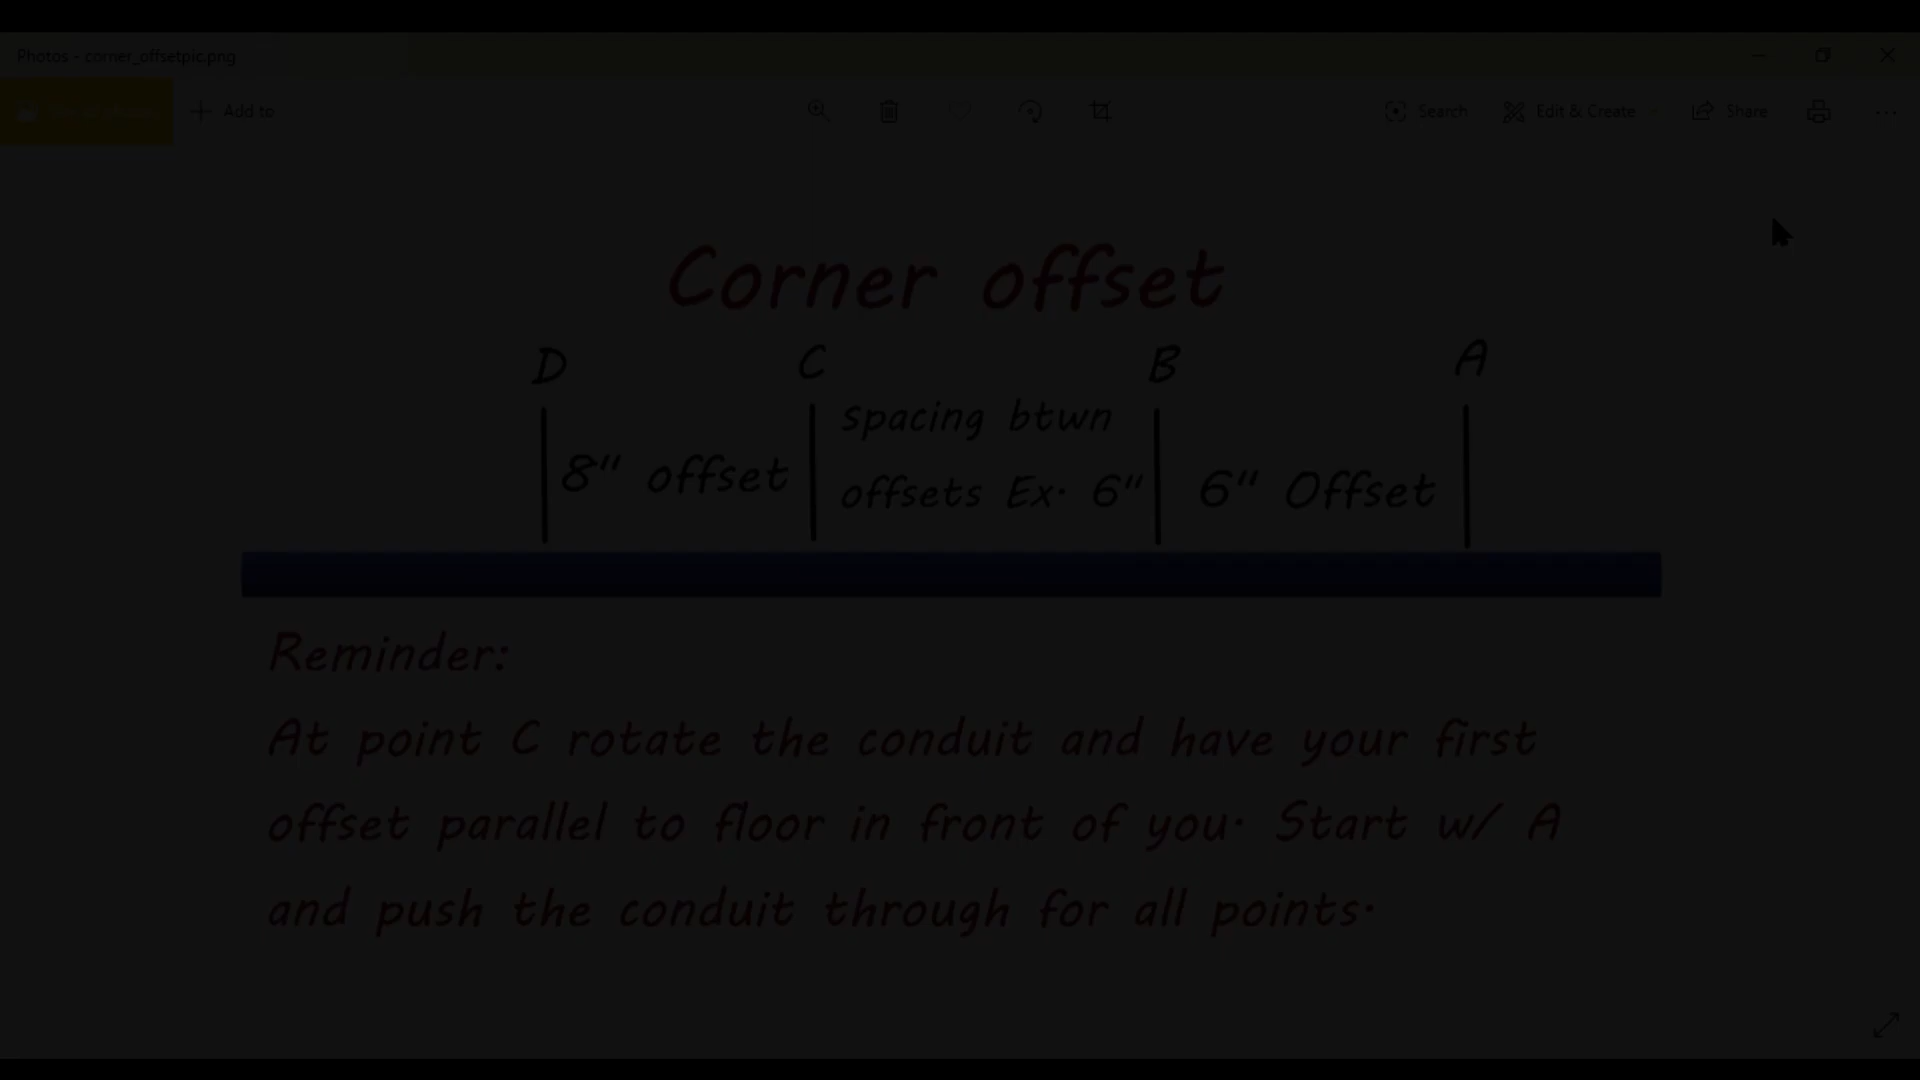 Photos - corner_offsetpic.png
Add to
Search
Edit & Create
Share
Corner offset
D C B A
8" offset
spacing btwn
offsets Ex. 6"
6" Offset
Reminder:
At point C rotate the conduit and have your first
offset parallel to floor in front of you. Start w/ A
and push the conduit through for all points.